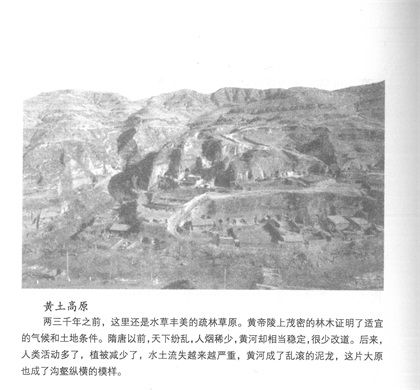 黄土高原
两三千年之前，这里还是水草丰美的疏林草原。黄帝陵上茂密的林木证明了适宜
的气候和土地条件。隋唐以前，天下纷乱，人烟稀少，黄河却相当稳定，很少改道。后来，
人类活动多了，植被减少了，水土流失越来越严重，黄河成了乱滚的泥龙，这片大原
也成了沟壑纵横的模样。